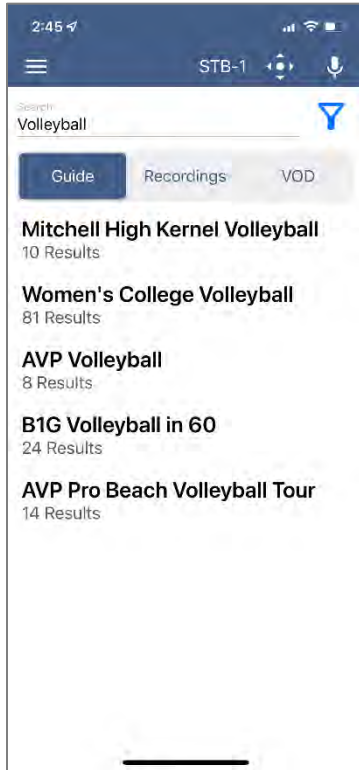 2:45
STB-1
Search
Volleyball
Guide Recordings VOD
Mitchell High Kernel Volleyball
10 Results
Women's College Volleyball
81 Results
AVP Volleyball
8 Results
B1G Volleyball in 60
24 Results
AVP Pro Beach Volleyball Tour
14 Results